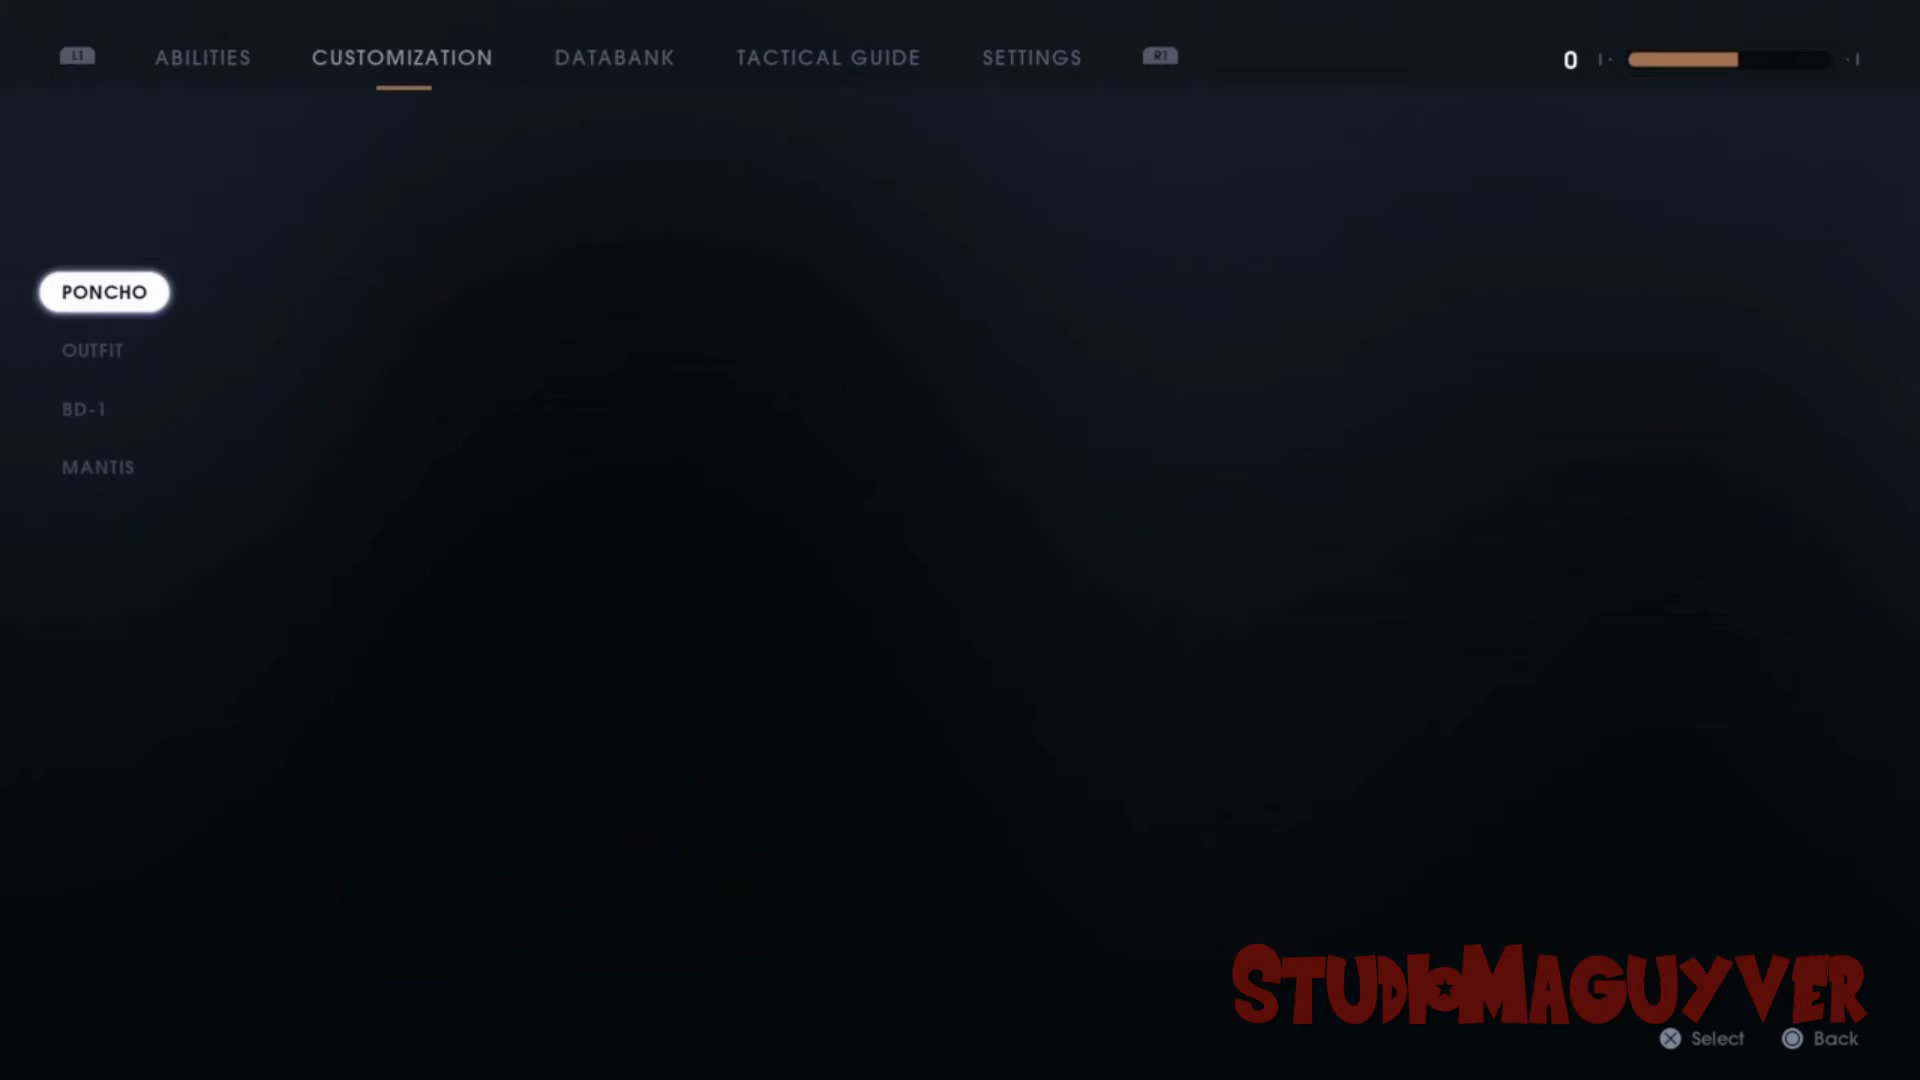 L1 ABILITIES CUSTOMIZATION DATABANK TACTICAL GUIDE SETTINGS R1 0
PONCHO
OUTFIT
BD-1
MANTIS
STUDIOMAGUYVER
Select Back